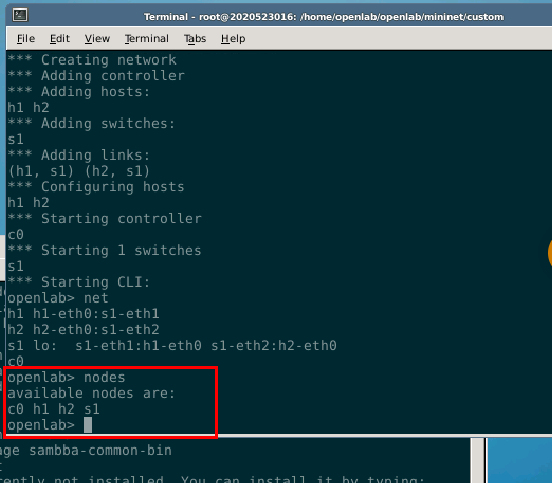 Terminal – root@2020523016: /home/openlab/openlab/mininet/custom
File Edit View Terminal Tabs Help
*** Creating network
*** Adding controller
*** Adding hosts:
h1 h2
*** Adding switches:
s1
*** Adding links:
(h1, s1) (h2, s1)
*** Configuring hosts
h1 h2
*** Starting controller
c0
*** Starting 1 switches
s1
*** Starting CLI:
openlab> net
h1 h1-eth0:s1-eth1
h2 h2-eth0:s1-eth2
s1 lo:  s1-eth1:h1-eth0 s1-eth2:h2-eth0
c0
openlab> nodes
available nodes are:
c0 h1 h2 s1
openlab>
age sambba-common-bin
ently not installed. You can install it by typing: